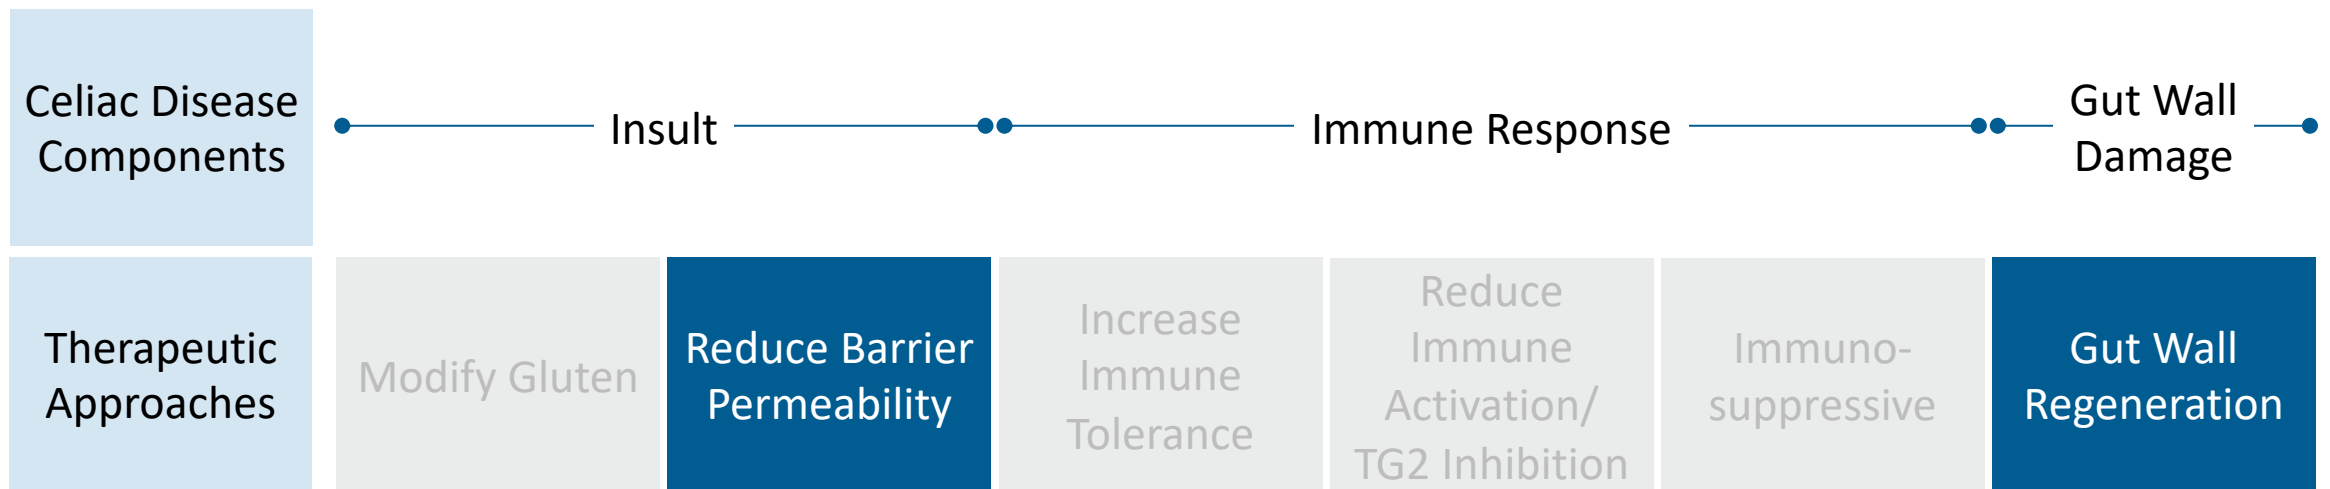 Celiac Disease
Components
Insult
Immune Response
Gut Wall
Damage
Therapeutic
Approaches
Modify Gluten
Reduce Barrier
Permeability
Increase
Immune
Tolerance
Reduce
Immune
Activation/
TG2 Inhibition
Immuno-
suppressive
Gut Wall
Regeneration